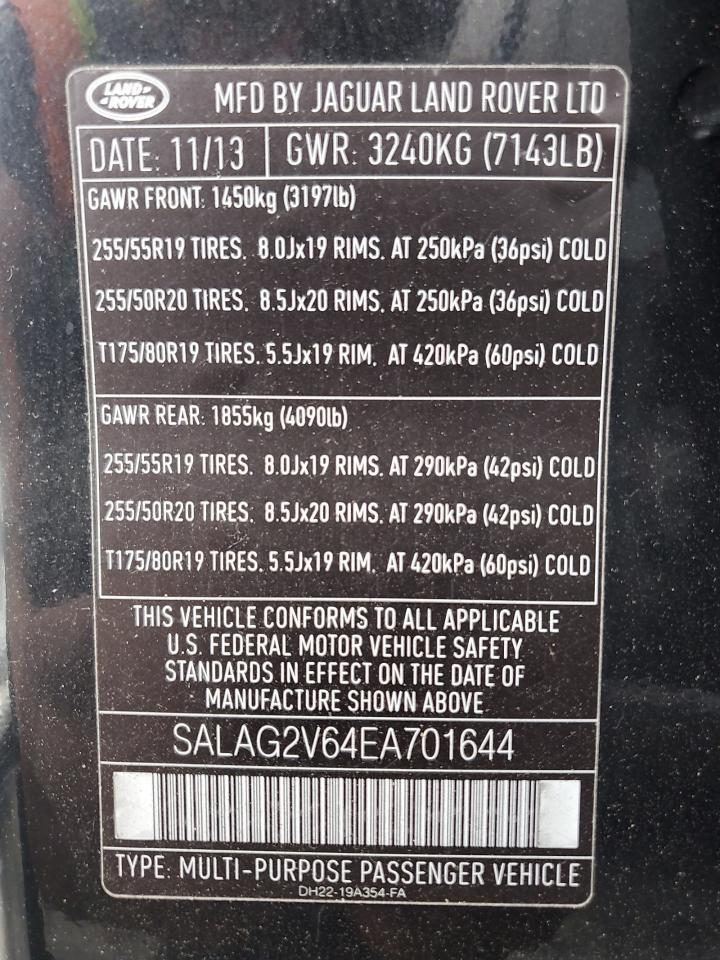 LAND-
-ROVER
MFD BY JAGUAR LAND ROVER LTD
DATE: 11/13 GWR: 3240KG (7143LB)
GAWR FRONT: 1450kg (3197lb)
255/55R19 TIRES. 8.0Jx19 RIMS. AT 250kPa (36psi) COLD
255/50R20 TIRES. 8.5Jx20 RIMS. AT 250kPa (36psi) COLD
T175/80R19 TIRES. 5.5Jx19 RIM. AT 420kPa (60psi) COLD
GAWR REAR: 1855kg (4090lb)
255/55R19 TIRES. 8.0Jx19 RIMS. AT 290kPa (42psi) COLD
255/50R20 TIRES. 8.5Jx20 RIMS. AT 290kPa (42psi) COLD
T175/80R19 TIRES. 5.5Jx19 RIM. AT 420kPa (60psi) COLD
THIS VEHICLE CONFORMS TO ALL APPLICABLE
U.S. FEDERAL MOTOR VEHICLE SAFETY
STANDARDS IN EFFECT ON THE DATE OF
MANUFACTURE SHOWN ABOVE
SALAG2V64EA701644
TYPE: MULTI-PURPOSE PASSENGER VEHICLE
DH22-19A354-FA